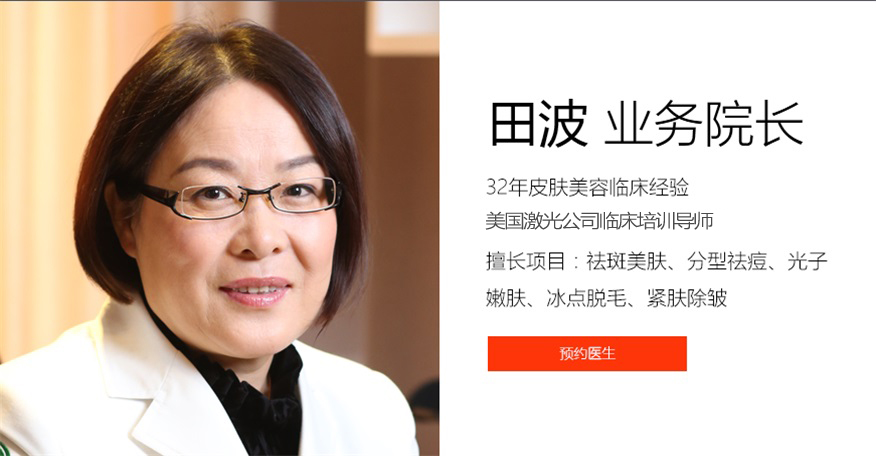 田波 业务院长
32年皮肤美容临床经验
美国激光公司临床培训导师
擅长项目：祛斑美肤、分型祛痘、光子
嫩肤、冰点脱毛、紧肤除皱
预约医生